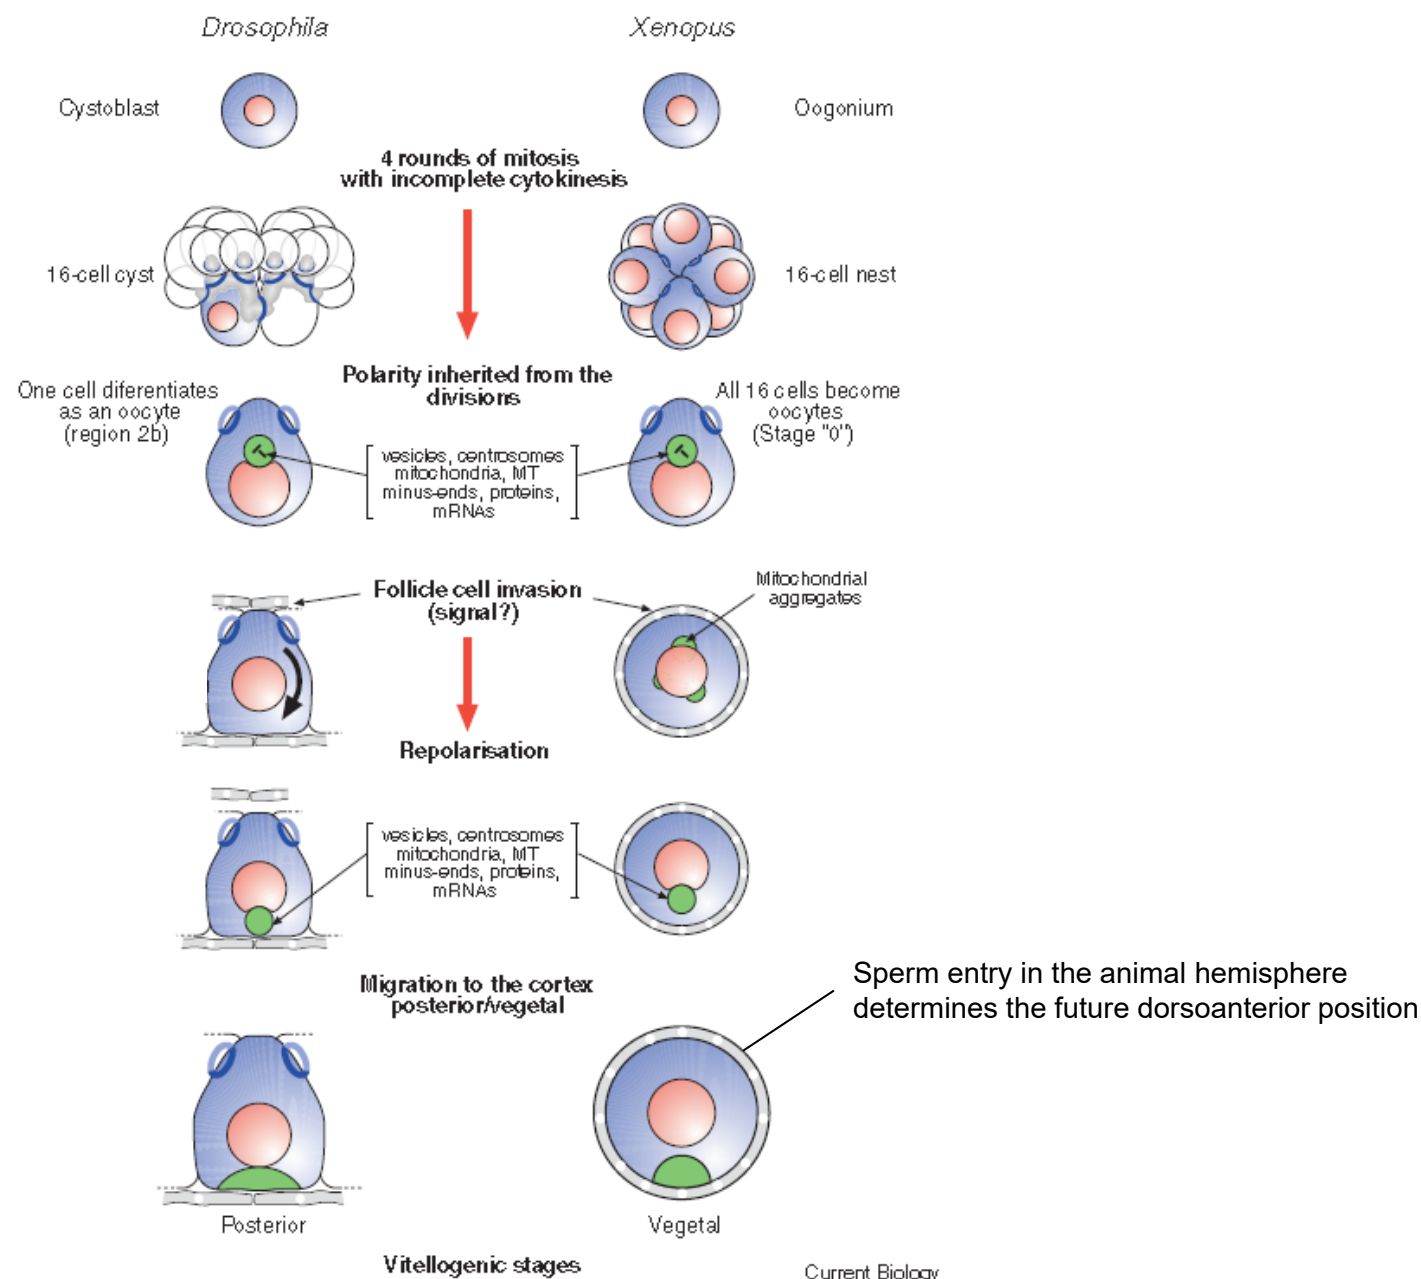 Drosophila
Xenopus
Cystoblast
Oogonium
4 rounds of mitosis
with incomplete cytokinesis
16-cell cyst
16-cell nest
Polarity inherited from the
divisions
One cell diferentiates
as an oocyte
(region 2b)
All 16 cells become
oocytes
(Stage "0")
vesicles, centrosomes
mitochondria, MT
minus-ends, proteins,
mRNAs
Follicle cell invasion
(signal?)
Mitochondrial
aggregates
Repolarisation
vesicles, centrosomes
mitochondria, MT
minus-ends, proteins,
mRNAs
Migration to the cortex
posterior/vegetal
Sperm entry in the animal hemisphere
determines the future dorsoanterior position
Posterior
Vegetal
Vitellogenic stages
Current Biology